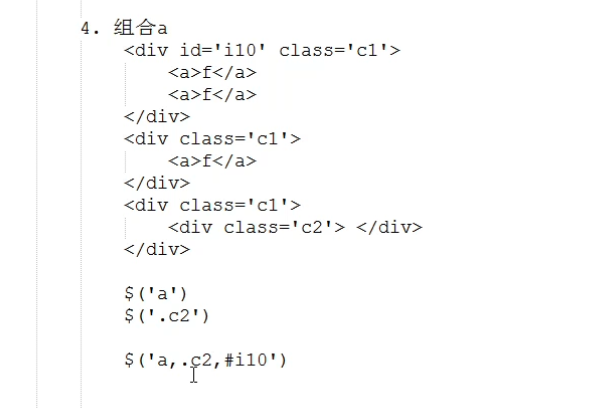 4. 组合a
<div id='i10' class='c1'>
<a>f</a>
<a>f</a>
</div>
<div class='c1'>
<a>f</a>
</div>
<div class='c1'>
<div class='c2'> </div>
</div>
$('a')
$('.c2')
$('a,.c2,#i10')